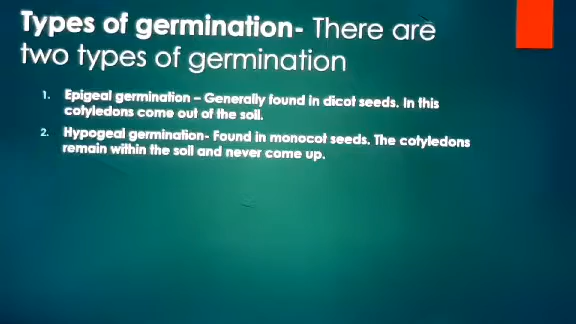 Types of germination- There are
two types of germination
1. Epigeal germination – Generally found in dicot seeds. In this
cotyledons come out of the soil.
2. Hypogeal germination- Found in monocot seeds. The cotyledons
remain within the soil and never come up.